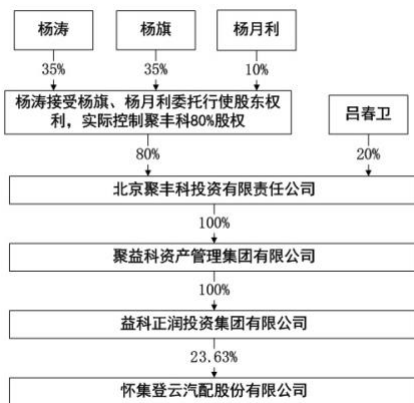 杨涛 杨旗 杨月利
35% 35% 10%
杨涛接受杨旗、杨月利委托行使股东权
利，实际控制聚丰科80%股权
吕春卫
80% 20%
北京聚丰科投资有限责任公司
100%
聚益科资产管理集团有限公司
100%
益科正润投资集团有限公司
23.63%
怀集登云汽配股份有限公司